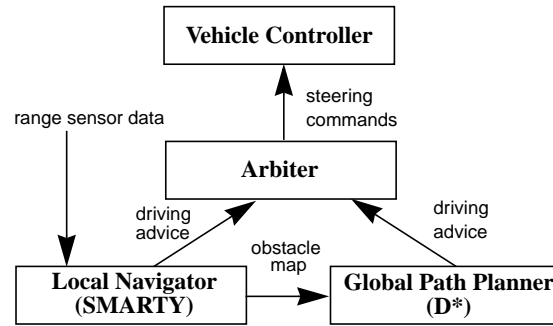 Vehicle Controller
steering
commands
range sensor data
Arbiter
driving
advice
driving
advice
obstacle
map
Local Navigator
(SMARTY)
Global Path Planner
(D*)